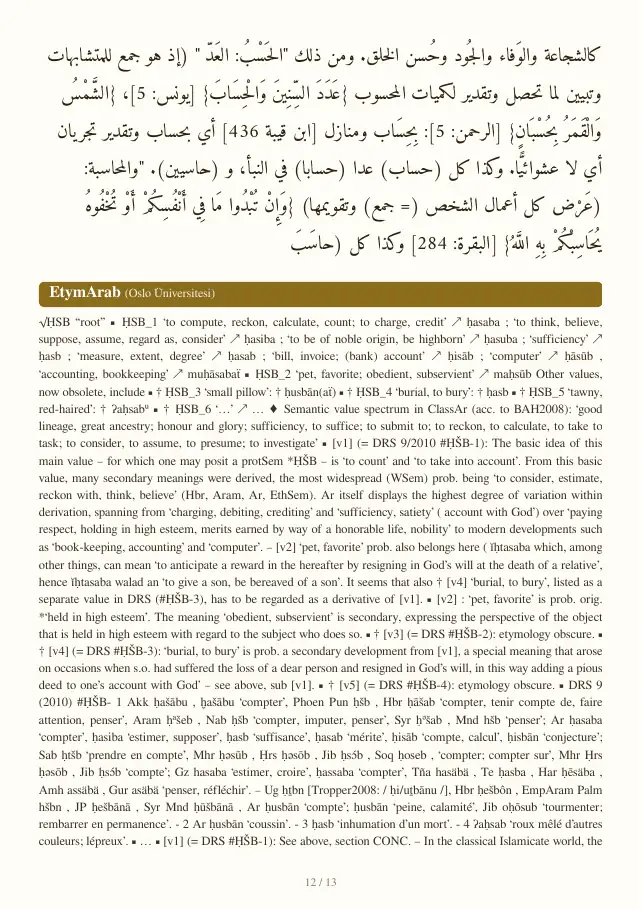 كالشجاعة والوَفاء والجُود وحُسن الخلق. ومن ذلك "الحَسْبُ: العَدّ" (إذ هو جمع للمتشابهات
وتبيين لما تحصل وتقدير لكميات المحسوب {عَدَدَ السِّنِينَ وَالْحِسَابَ} [يونس: 5]، {الشَّمْسُ
وَالْقَمَرُ بِحُسْبَانٍ} [الرحمن: 5]: بِحِسَاب ومنازل [ابن قيبة 436] أي بحساب وتقدير تجريان
أي لا عشوائيًّا. وكذا كل (حساب) عدا (حسابا) في النبأ، و (حاسبين). "والمحاسبة:
(عَرْض كل أعمال الشخص (= جمع) وتقويمها) {وَإِنْ تُبْدُوا مَا فِي أَنْفُسِكُمْ أَوْ تُخْفُوهُ
يُحَاسِبْكُمْ بِهِ اللَّهُ} [البقرة: 284] وكذا كل (حاسَبَ
EtymArab (Oslo Üniversitesi)
√ḤSB “root” ▪ ḤSB_1 ‘to compute, reckon, calculate, count; to charge, credit’ ↗ ḥasaba ; ‘to think, believe,
suppose, assume, regard as, consider’ ↗ ḥasiba ; ‘to be of noble origin, be highborn’ ↗ ḥasuba ; ‘sufficiency’ ↗
ḥasb ; ‘measure, extent, degree’ ↗ ḥasab ; ‘bill, invoice; (bank) account’ ↗ ḥisāb ; ‘computer’ ↗ ḥāsūb ,
‘accounting, bookkeeping’ ↗ muḥāsabaẗ ▪ ḤSB_2 ‘pet, favorite; obedient, subservient’ ↗ maḥsūb Other values,
now obsolete, include ▪ † ḤSB_3 ‘small pillow’: † ḥusbān(aẗ) ▪ † ḤSB_4 ‘burial, to bury’: † ḥasb ▪ † ḤSB_5 ‘tawny,
red-haired’: † ʔaḥsabᵘ ▪ † ḤSB_6 ‘…’ ↗ … ♦ Semantic value spectrum in ClassAr (acc. to BAH2008): ‘good
lineage, great ancestry; honour and glory; sufficiency, to suffice; to submit to; to reckon, to calculate, to take to
task; to consider, to assume, to presume; to investigate’ ▪ [v1] (= DRS 9/2010 #ḤŠB-1): The basic idea of this
main value – for which one may posit a protSem *ḤŠB – is ‘to count’ and ‘to take into account’. From this basic
value, many secondary meanings were derived, the most widespread (WSem) prob. being ‘to consider, estimate,
reckon with, think, believe’ (Hbr, Aram, Ar, EthSem). Ar itself displays the highest degree of variation within
derivation, spanning from ‘charging, debiting, crediting’ and ‘sufficiency, satiety’ ( account with God’) over ‘paying
respect, holding in high esteem, merits earned by way of a honorable life, nobility’ to modern developments such
as ‘book-keeping, accounting’ and ‘computer’. – [v2] ‘pet, favorite’ prob. also belongs here ( ĭḥtasaba which, among
other things, can mean ‘to anticipate a reward in the hereafter by resigning in God’s will at the death of a relative’,
hence ĭḥtasaba walad an ‘to give a son, be bereaved of a son’. It seems that also † [v4] ‘burial, to bury’, listed as a
separate value in DRS (#ḤŠB-3), has to be regarded as a derivative of [v1]. ▪ [v2] : ‘pet, favorite’ is prob. orig.
*‘held in high esteem’. The meaning ‘obedient, subservient’ is secondary, expressing the perspective of the object
that is held in high esteem with regard to the subject who does so. ▪ † [v3] (= DRS #ḤŠB-2): etymology obscure. ▪
† [v4] (= DRS #ḤŠB-3): ‘burial, to bury’ is prob. a secondary development from [v1], a special meaning that arose
on occasions when s.o. had suffered the loss of a dear person and resigned in God’s will, in this way adding a pious
deed to one’s account with God’ – see above, sub [v1]. ▪ † [v5] (= DRS #ḤŠB-4): etymology obscure. ▪ DRS 9
(2010) #ḤŠB- 1 Akk ḫašābu , ḫašābu “compter’, Phoen Pun ḥšb , Hbr ḥāšab “compter, tenir compte de, faire
attention, penser’, Aram ḥᵃšeb , Nab ḥšb “compter, imputer, penser’, Syr ḥᵊšab , Mnd hšb ‘penser’; Ar ḥasaba
‘compter’, ḥasiba ‘estimer, supposer’, ḥasb ‘suffisance’, ḥasab ‘mérite’, ḥisāb ‘compte, calcul’, ḥisbān ‘conjecture’;
Sab ḥtšb ‘prendre en compte’, Mhr ḥəsūb , Ḥrs ḥəsōb , Jib ḥsɔ́b , Soq ḥoseb , ‘compter; compter sur’, Mhr Ḥrs
ḥəsōb , Jib ḥsɔ́b ‘compte’; Gz hasaba ‘estimer, croire’, ḥassaba ‘compter’, Tña ḥasäbä , Te ḥasba , Har ḥēsäba ,
Amh assäbä , Gur asäbä ‘penser, réfléchir’. – Ug ḥṯbn [Tropper2008: / ḥi/uṯbānu /], Hbr ḥešbôn , EmpAram Palm
hšbn , JP ḥešbānā , Syr Mnd ḥūšbānā , Ar ḥusbān ‘compte’; ḥusbān ‘peine, calamité’, Jib oḥōsub ‘tourmenter;
rembarrer en permanence’. - 2 Ar ḥusbān ‘coussin’. - 3 ḥasb ‘inhumation d’un mort’. - 4 ʔaḥsab ‘roux mêlé d’autres
couleurs; lépreux’. ▪ … ▪ [v1] (= DRS #ḤŠB-1): See above, section CONC. – In the classical Islamicate world, the
12 / 13